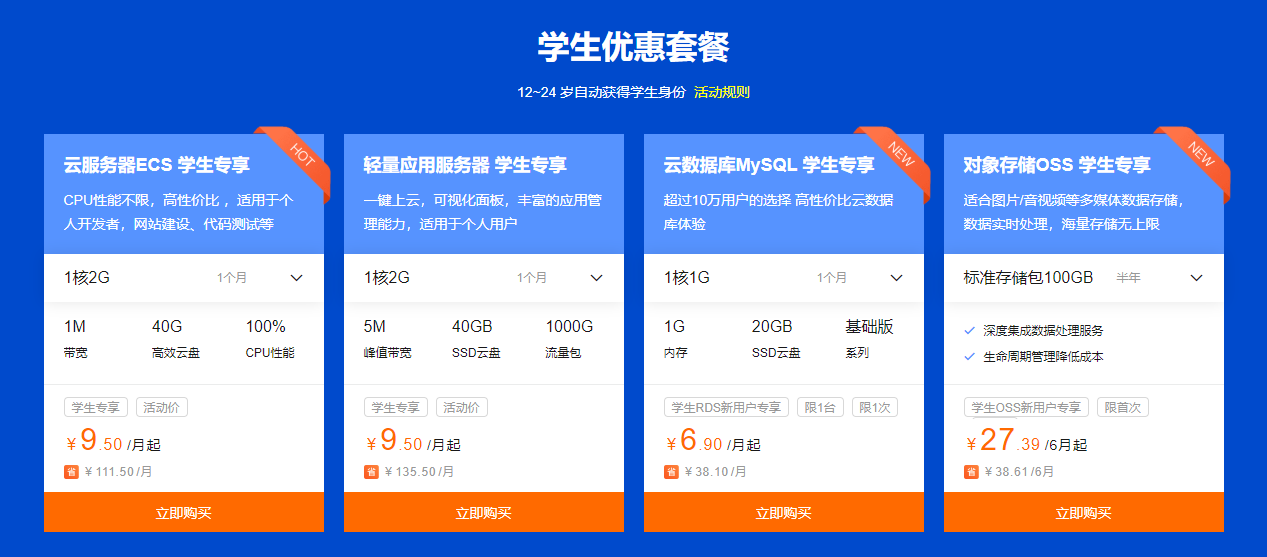 学生优惠套餐
12~24 岁自动获得学生身份 活动规则
云服务器ECS 学生专享
HOT
CPU性能不限，高性价比 ，适用于个
人开发者，网站建设、代码测试等
1核2G 1个月
1M 40G 100%
带宽 高效云盘 CPU性能
学生专享 活动价
￥9.50 /月起
省 ￥111.50/月
立即购买
轻量应用服务器 学生专享
一键上云，可视化面板，丰富的应用管
理能力，适用于个人用户
1核2G 1个月
5M 40GB 1000G
峰值带宽 SSD云盘 流量包
学生专享 活动价
￥9.50 /月起
省 ￥135.50/月
立即购买
云数据库MySQL 学生专享
NEW
超过10万用户的选择 高性价比云数据
库体验
1核1G 1个月
1G 20GB 基础版
内存 SSD云盘 系列
学生RDS新用户专享 限1台 限1次
￥6.90 /月起
省 ￥38.10/月
立即购买
对象存储OSS 学生专享
NEW
适合图片/音视频等多媒体数据存储，
数据实时处理，海量存储无上限
标准存储包100GB 半年
深度集成数据处理服务
生命周期管理降低成本
学生OSS新用户专享 限首次
￥27.39 /6月起
省 ￥38.61/6月
立即购买